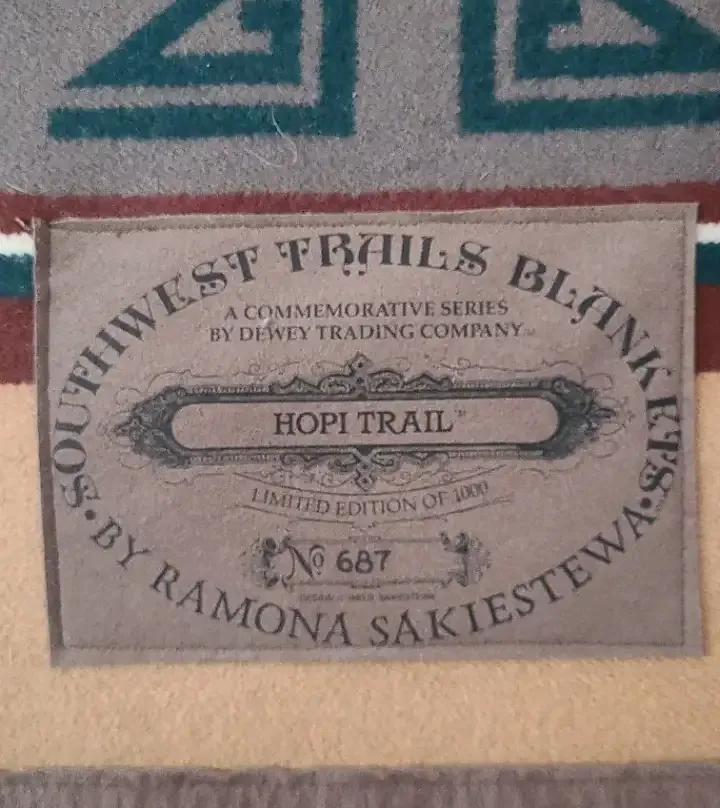 SOUTHWEST TRAILS BLANKETS
A COMMEMORATIVE SERIES
BY DEWEY TRADING COMPANY
HOPI TRAIL
LIMITED EDITION OF 1000
No 687
• BY RAMONA SAKIESTEWA •